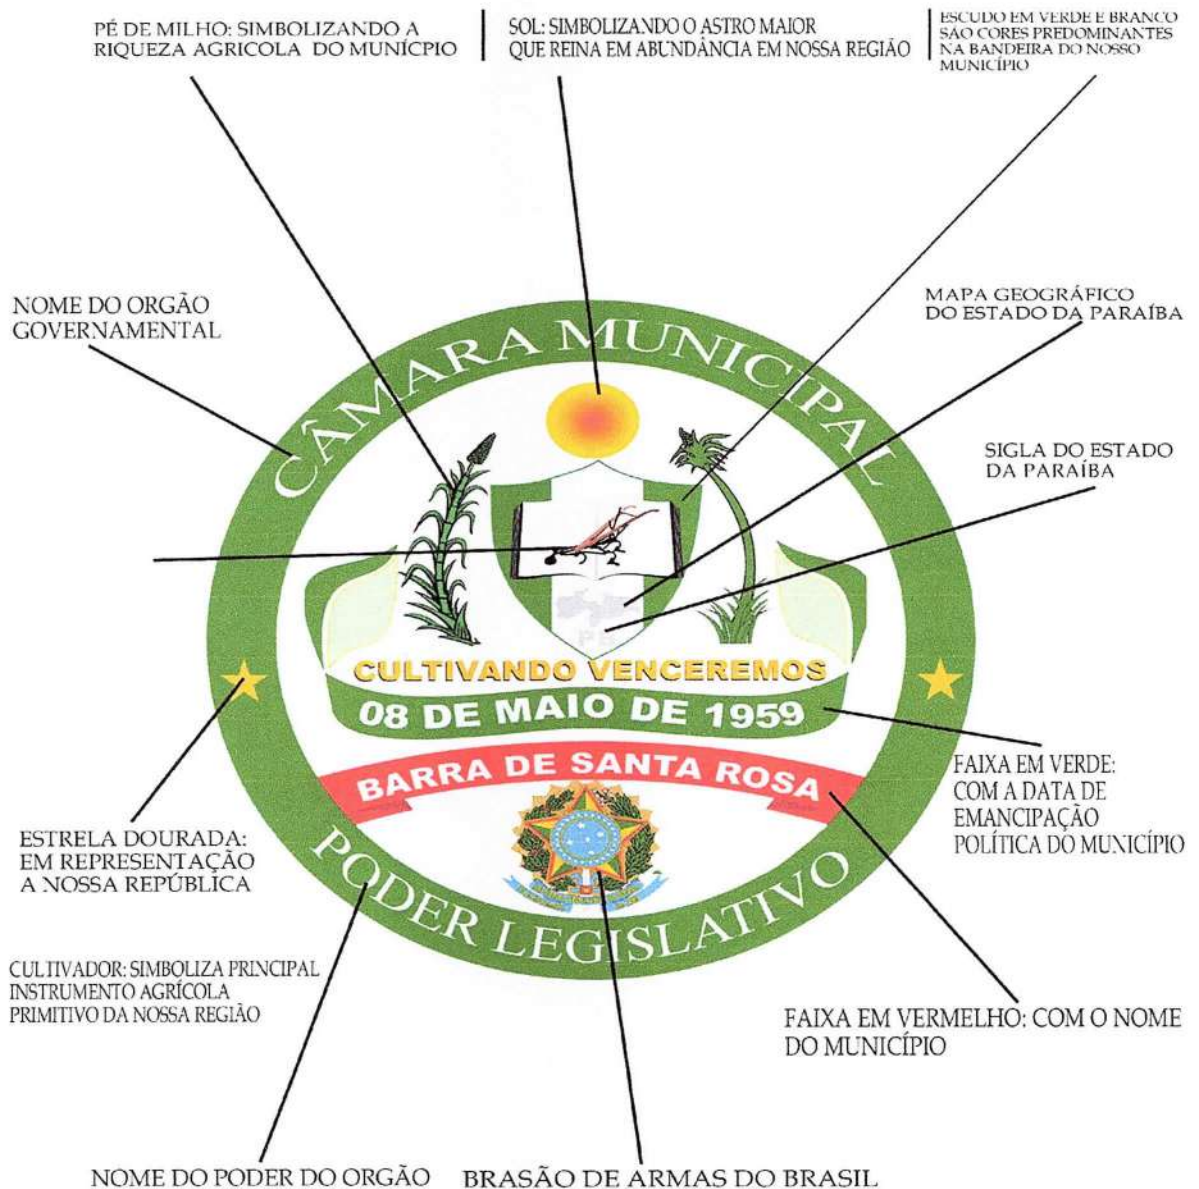 PÉ DE MILHO: SIMBOLIZANDO A
RIQUEZA AGRICOLA DO MUNÍCPIO
SOL: SIMBOLIZANDO O ASTRO MAIOR
QUE REINA EM ABUNDÂNCIA EM NOSSA REGIÃO
ESCUDO EM VERDE E BRANCO
SÃO CORES PREDOMINANTES
NA BANDEIRA DO NOSSO
MUNICÍPIO
NOME DO ORGÃO
GOVERNAMENTAL
MAPA GEOGRÁFICO
DO ESTADO DA PARAÍBA
SIGLA DO ESTADO
DA PARAÍBA
CÂMARA MUNICIPAL
PB
CULTIVANDO VENCEREMOS
08 DE MAIO DE 1959
BARRA DE SANTA ROSA
PODER LEGISLATIVO
FAIXA EM VERDE:
COM A DATA DE
EMANCIPAÇÃO
POLÍTICA DO MUNICÍPIO
ESTRELA DOURADA:
EM REPRESENTAÇÃO
A NOSSA REPÚBLICA
CULTIVADOR: SIMBOLIZA PRINCIPAL
INSTRUMENTO AGRÍCOLA
PRIMITIVO DA NOSSA REGIÃO
FAIXA EM VERMELHO: COM O NOME
DO MUNICÍPIO
NOME DO PODER DO ORGÃO
BRASÃO DE ARMAS DO BRASIL